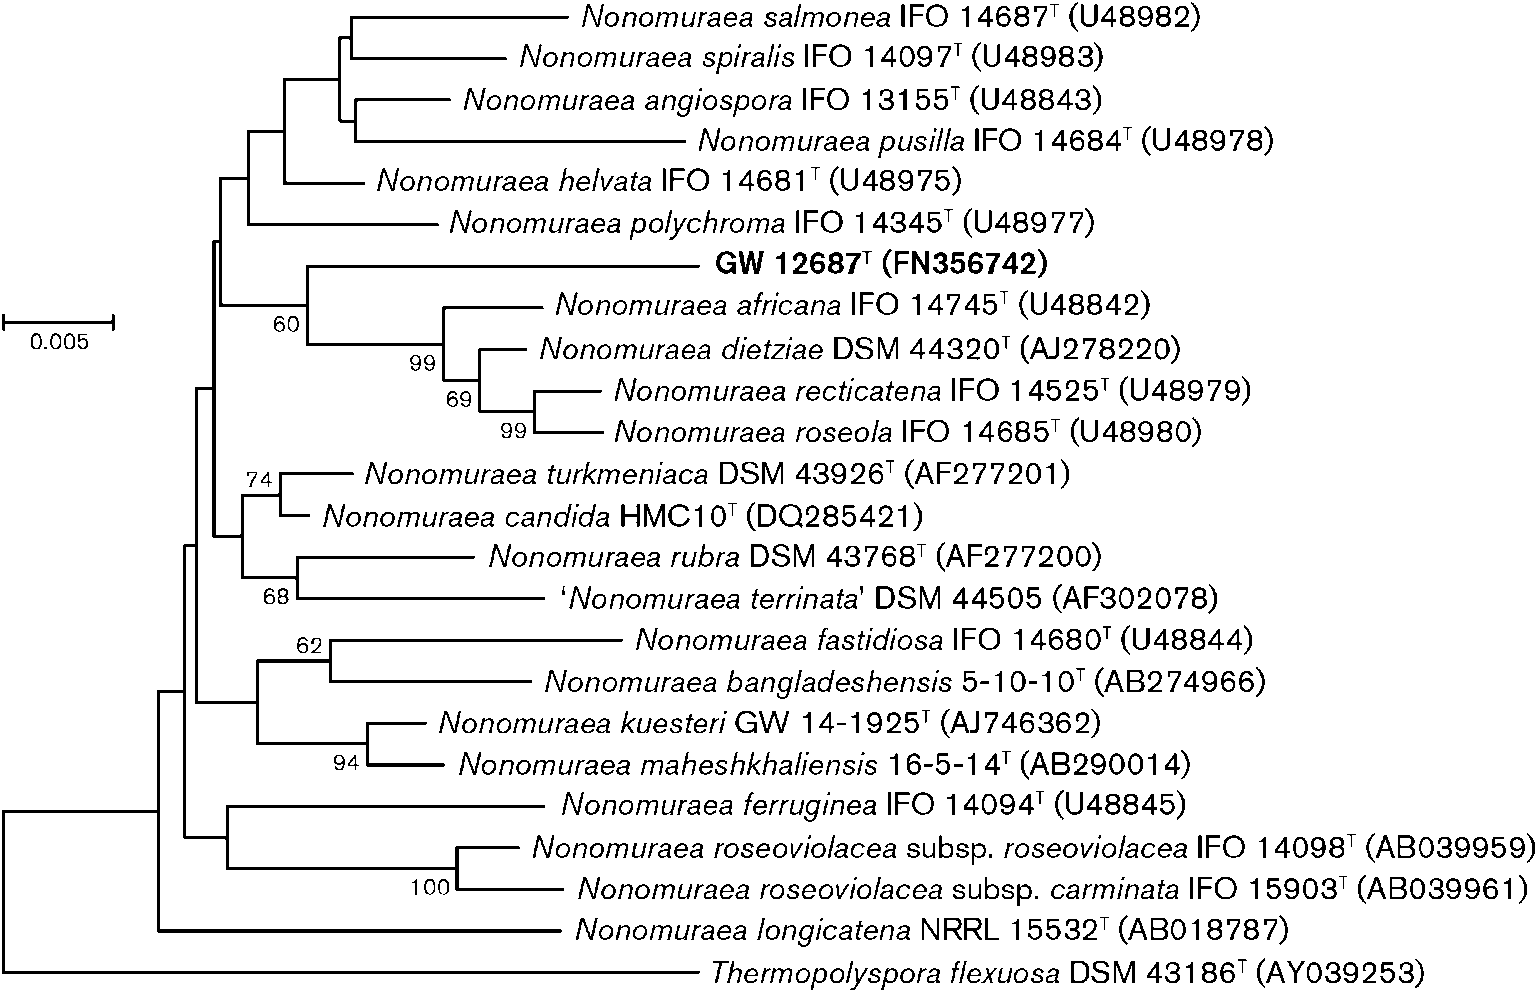 Nonomuraea salmonea IFO 14687ᵀ (U48982)
Nonomuraea spiralis IFO 14097ᵀ (U48983)
Nonomuraea angiospora IFO 13155ᵀ (U48843)
Nonomuraea pusilla IFO 14684ᵀ (U48978)
Nonomuraea helvata IFO 14681ᵀ (U48975)
Nonomuraea polychroma IFO 14345ᵀ (U48977)
GW 12687ᵀ (FN356742)
Nonomuraea africana IFO 14745ᵀ (U48842)
60
0.005
Nonomuraea dietziae DSM 44320ᵀ (AJ278220)
99
Nonomuraea recticatena IFO 14525ᵀ (U48979)
69
Nonomuraea roseola IFO 14685ᵀ (U48980)
99
Nonomuraea turkmeniaca DSM 43926ᵀ (AF277201)
74
Nonomuraea candida HMC10ᵀ (DQ285421)
Nonomuraea rubra DSM 43768ᵀ (AF277200)
‘Nonomuraea terrinata’ DSM 44505 (AF302078)
68
Nonomuraea fastidiosa IFO 14680ᵀ (U48844)
62
Nonomuraea bangladeshensis 5-10-10ᵀ (AB274966)
Nonomuraea kuesteri GW 14-1925ᵀ (AJ746362)
Nonomuraea maheshkhaliensis 16-5-14ᵀ (AB290014)
94
Nonomuraea ferruginea IFO 14094ᵀ (U48845)
Nonomuraea roseoviolacea subsp. roseoviolacea IFO 14098ᵀ (AB039959)
Nonomuraea roseoviolacea subsp. carminata IFO 15903ᵀ (AB039961)
100
Nonomuraea longicatena NRRL 15532ᵀ (AB018787)
Thermopolyspora flexuosa DSM 43186ᵀ (AY039253)